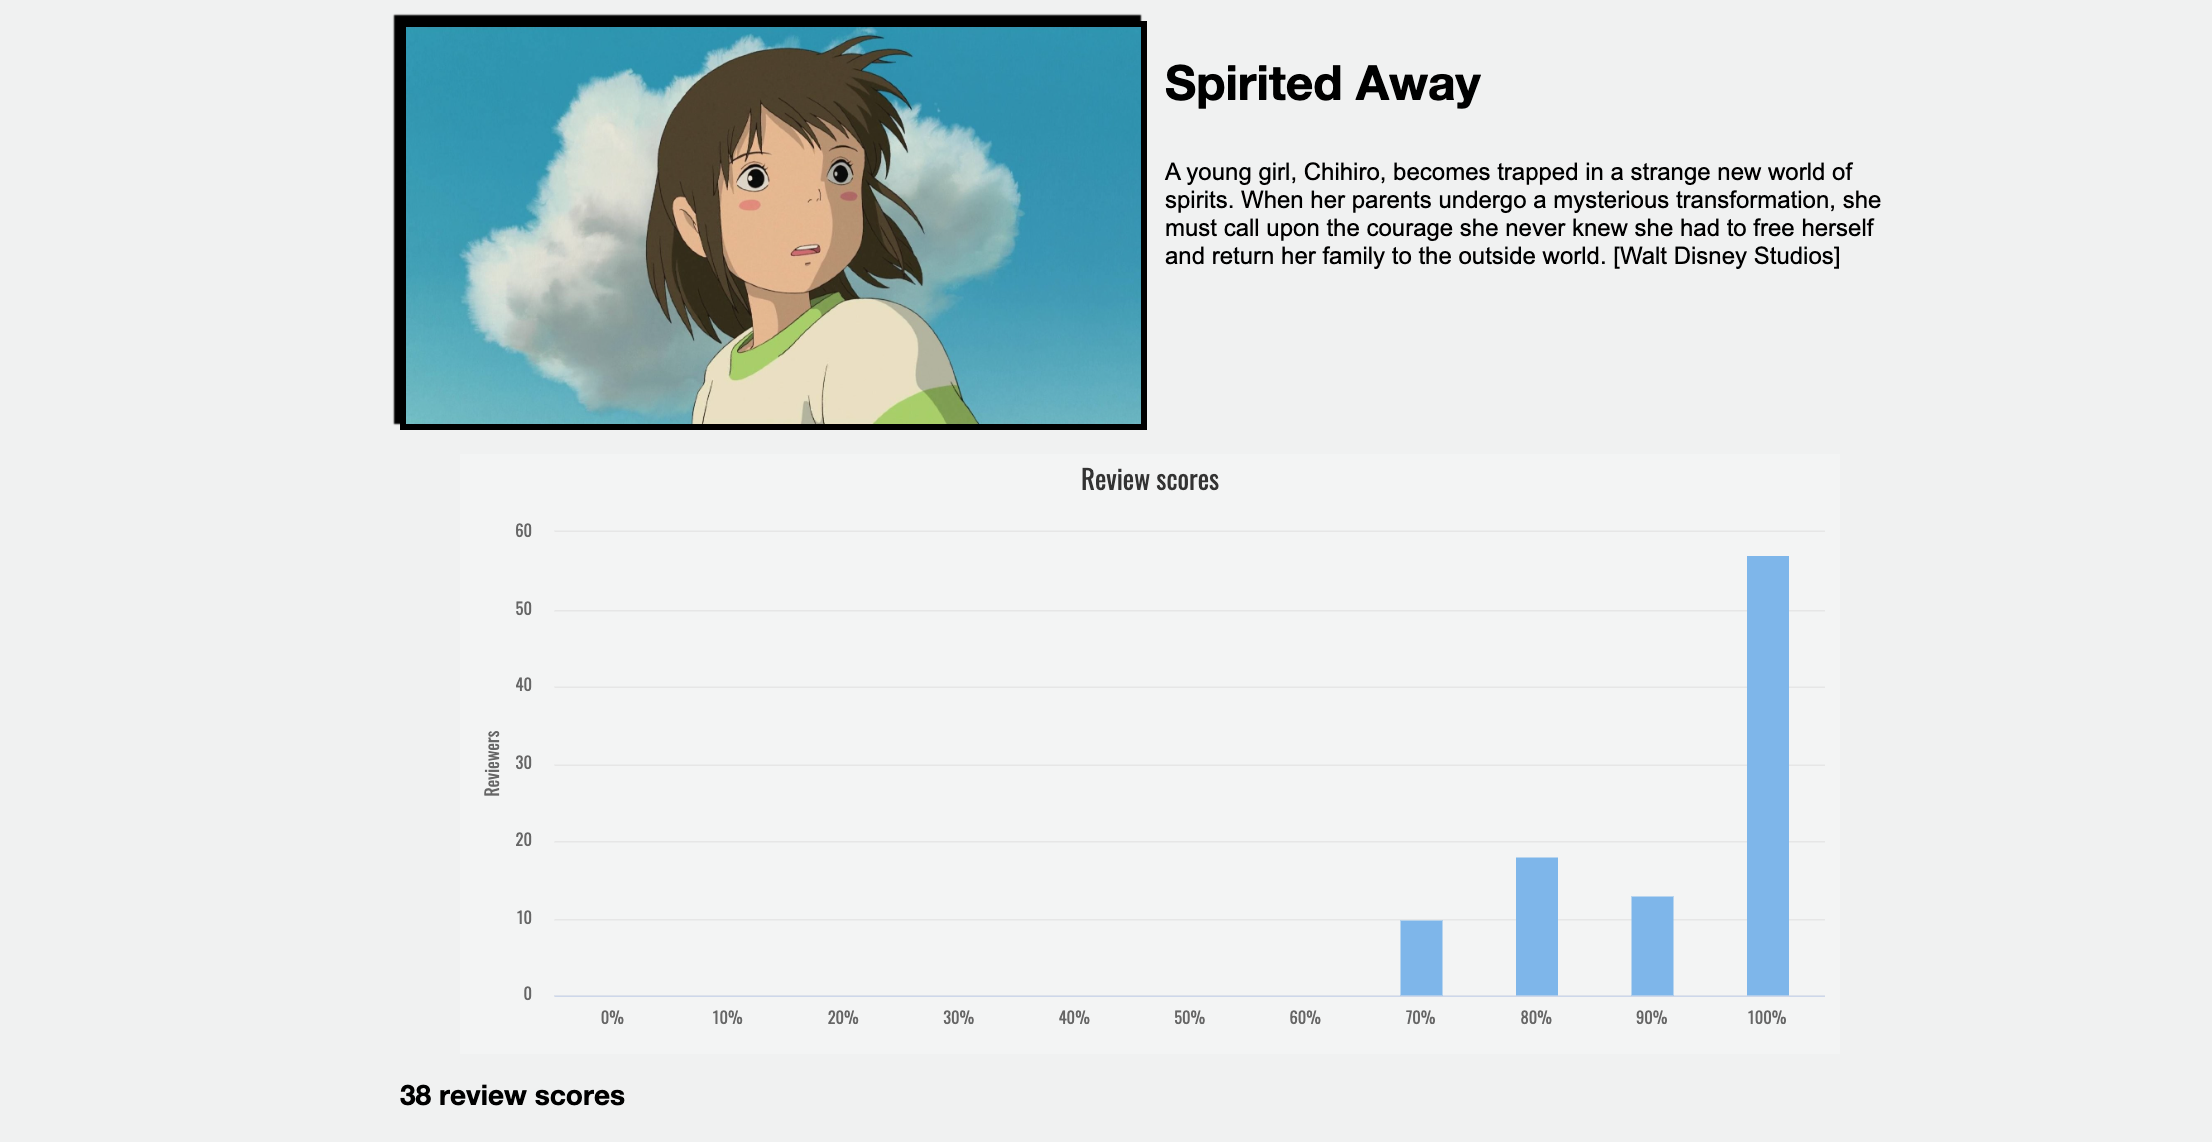 Spirited Away
A young girl, Chihiro, becomes trapped in a strange new world of
spirits. When her parents undergo a mysterious transformation, she
must call upon the courage she never knew she had to free herself
and return her family to the outside world. [Walt Disney Studios]
Review scores
60
50
40
30
20
10
0
Reviewers
0% 10% 20% 30% 40% 50% 60% 70% 80% 90% 100%
38 review scores